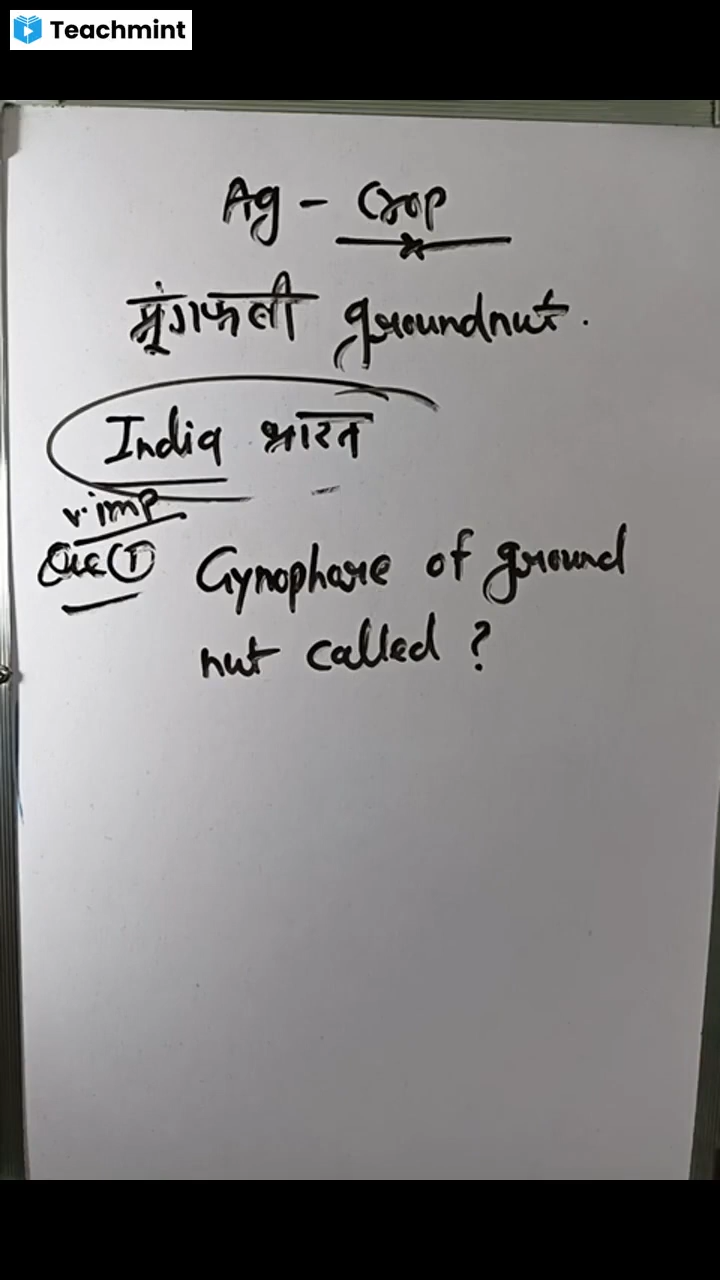 Teachmint
Ag - Crop
मूंगफली groundnut.
India भारत
v.imp
Que ① Gynophore of ground
nut called ?